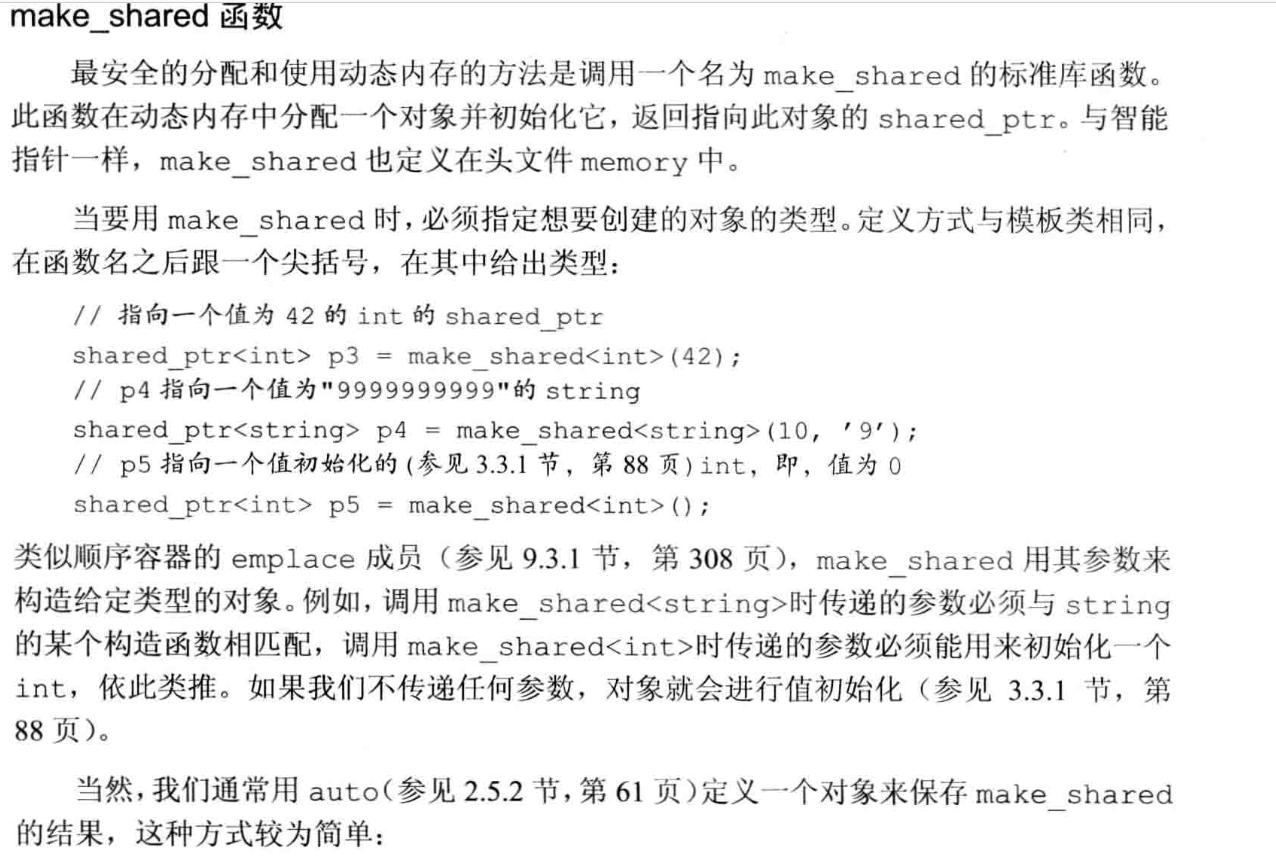 make_shared 函数
最安全的分配和使用动态内存的方法是调用一个名为 make_shared 的标准库函数。
此函数在动态内存中分配一个对象并初始化它，返回指向此对象的 shared_ptr。与智能
指针一样，make_shared 也定义在头文件 memory 中。
当要用 make_shared 时，必须指定想要创建的对象的类型。定义方式与模板类相同，
在函数名之后跟一个尖括号，在其中给出类型：
// 指向一个值为 42 的 int 的 shared_ptr
shared_ptr<int> p3 = make_shared<int>(42);
// p4 指向一个值为"9999999999"的 string
shared_ptr<string> p4 = make_shared<string>(10, '9');
// p5 指向一个值初始化的(参见 3.3.1 节，第 88 页)int，即，值为 0
shared_ptr<int> p5 = make_shared<int>();
类似顺序容器的 emplace 成员（参见 9.3.1 节，第 308 页），make_shared 用其参数来
构造给定类型的对象。例如，调用 make_shared<string>时传递的参数必须与 string
的某个构造函数相匹配，调用 make_shared<int>时传递的参数必须能用来初始化一个
int，依此类推。如果我们不传递任何参数，对象就会进行值初始化（参见 3.3.1 节，第
88 页）。
当然，我们通常用 auto（参见 2.5.2 节，第 61 页）定义一个对象来保存 make_shared
的结果，这种方式较为简单：